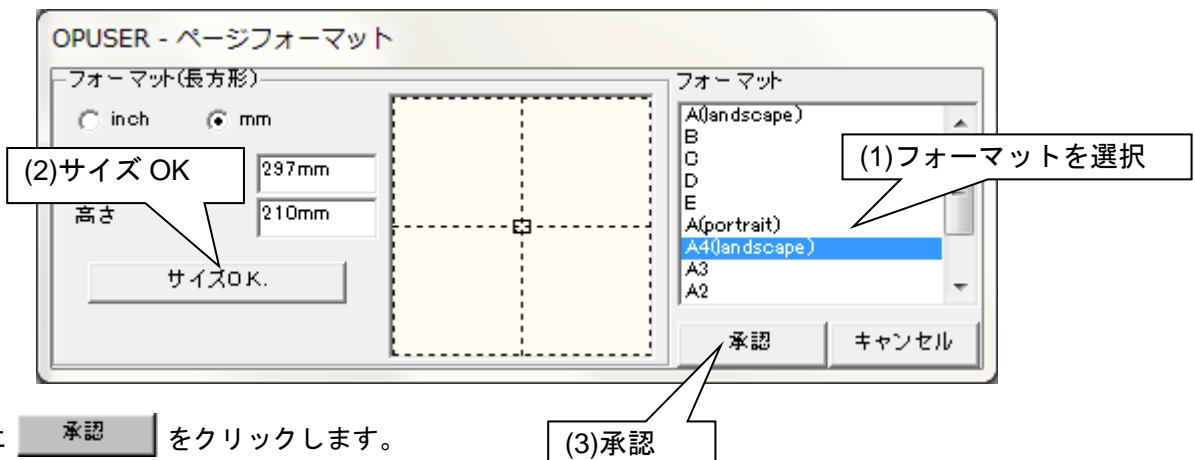 OPUSER - ページフォーマット
フォーマット(長方形)
inch
mm
(2)サイズ OK
297mm
高さ
210mm
サイズOK.
フォーマット
A(landscape)
B
C
D
E
A(portrait)
A4(landscape)
A3
A2
(1)フォーマットを選択
承認
キャンセル
(3)承認
承認 をクリックします。